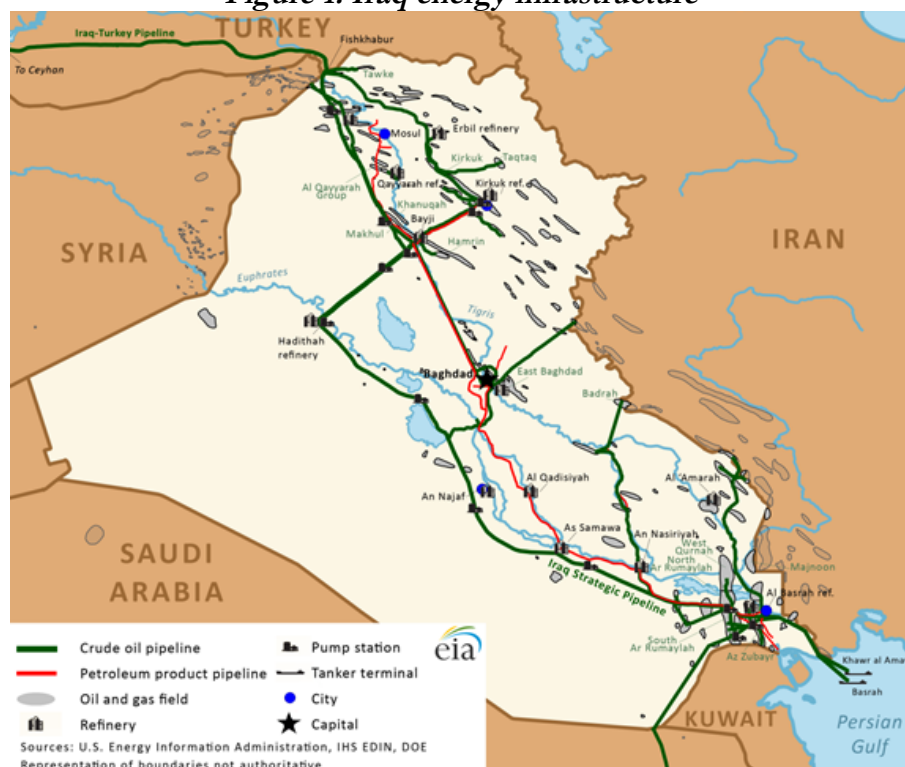 Figure 1. Iraq energy infrastructure
TURKEY
Iraq-Turkey Pipeline
Fishkhabur
To Ceyhan
Tawke
Mosul
Erbil refinery
Kirkuk
Taqtaq
Al Qayyarah
Group
Qayyarah ref.
Kirkuk ref.
Khanuqah
Bayji
Makhul
Hamrin
SYRIA
IRAN
Euphrates
Tigris
Hadithah
refinery
Baghdad
East Baghdad
Badrah
An Najaf
Al Qadisiyah
Al 'Amarah
As Samawa
An Nasiriyah
West
Qurnah
North
Ar Rumaylah
Majnoon
Iraq Strategic Pipeline
Al Basrah ref.
SAUDI
ARABIA
South
Ar Rumaylah
Az Zubayr
Khawr al Ama
Basrah
KUWAIT
Persian
Gulf
Crude oil pipeline
Pump station
eia
Petroleum product pipeline
Tanker terminal
Oil and gas field
City
Refinery
Capital
Sources: U.S. Energy Information Administration, IHS EDIN, DOE
Representation of boundaries not authoritative